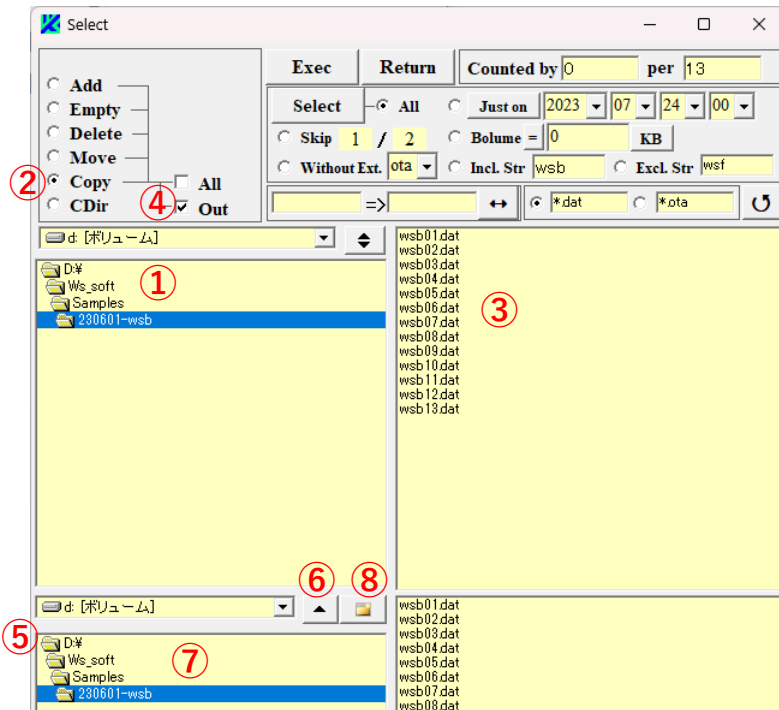 Select
Exec Return Counted by 0 per 13
Add
Empty
Delete
Move
② Copy All
CDir ④ Out
Select All Just on 2023 07 24 00
Skip 1 / 2 Bolume = 0 KB
Without Ext. ota Incl. Str wsb Excl. Str wsf
=> ↔ *.dat *.ota ↺
d: [ボリューム]
D:¥
Ws_soft ①
Samples
230601-wsb
wsb01.dat
wsb02.dat
wsb03.dat
wsb04.dat
wsb05.dat
wsb06.dat ③
wsb07.dat
wsb08.dat
wsb09.dat
wsb10.dat
wsb11.dat
wsb12.dat
wsb13.dat
⑥ ⑧
d: [ボリューム]
⑤ D:¥
Ws_soft ⑦
Samples
230601-wsb
wsb01.dat
wsb02.dat
wsb03.dat
wsb04.dat
wsb05.dat
wsb06.dat
wsb07.dat
wsb08.dat